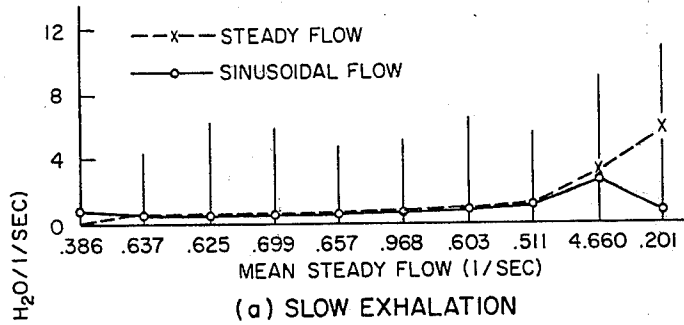 12
--x-- STEADY FLOW
SINUSOIDAL FLOW
8
4
0
.386 .637 .625 .699 .657 .968 .603 .511 4.660 .201
MEAN STEADY FLOW (l/SEC)
H₂O/l/SEC)
(a) SLOW EXHALATION